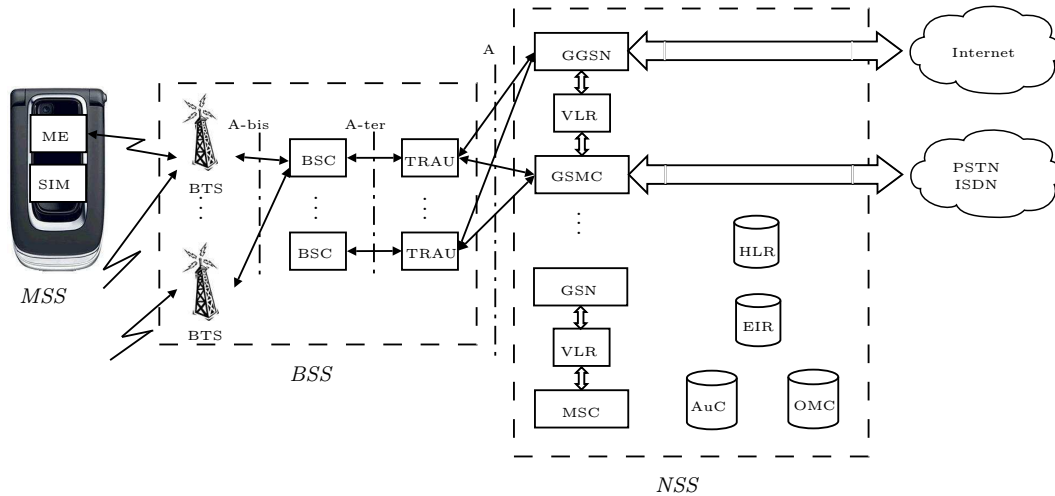 A
GGSN
Internet
ME
A-bis
A-ter
VLR
SIM
BTS
BSC
TRAU
GSMC
PSTN
ISDN
BSC
TRAU
HLR
MSS
BTS
GSN
EIR
VLR
BSS
MSC
AuC
OMC
NSS